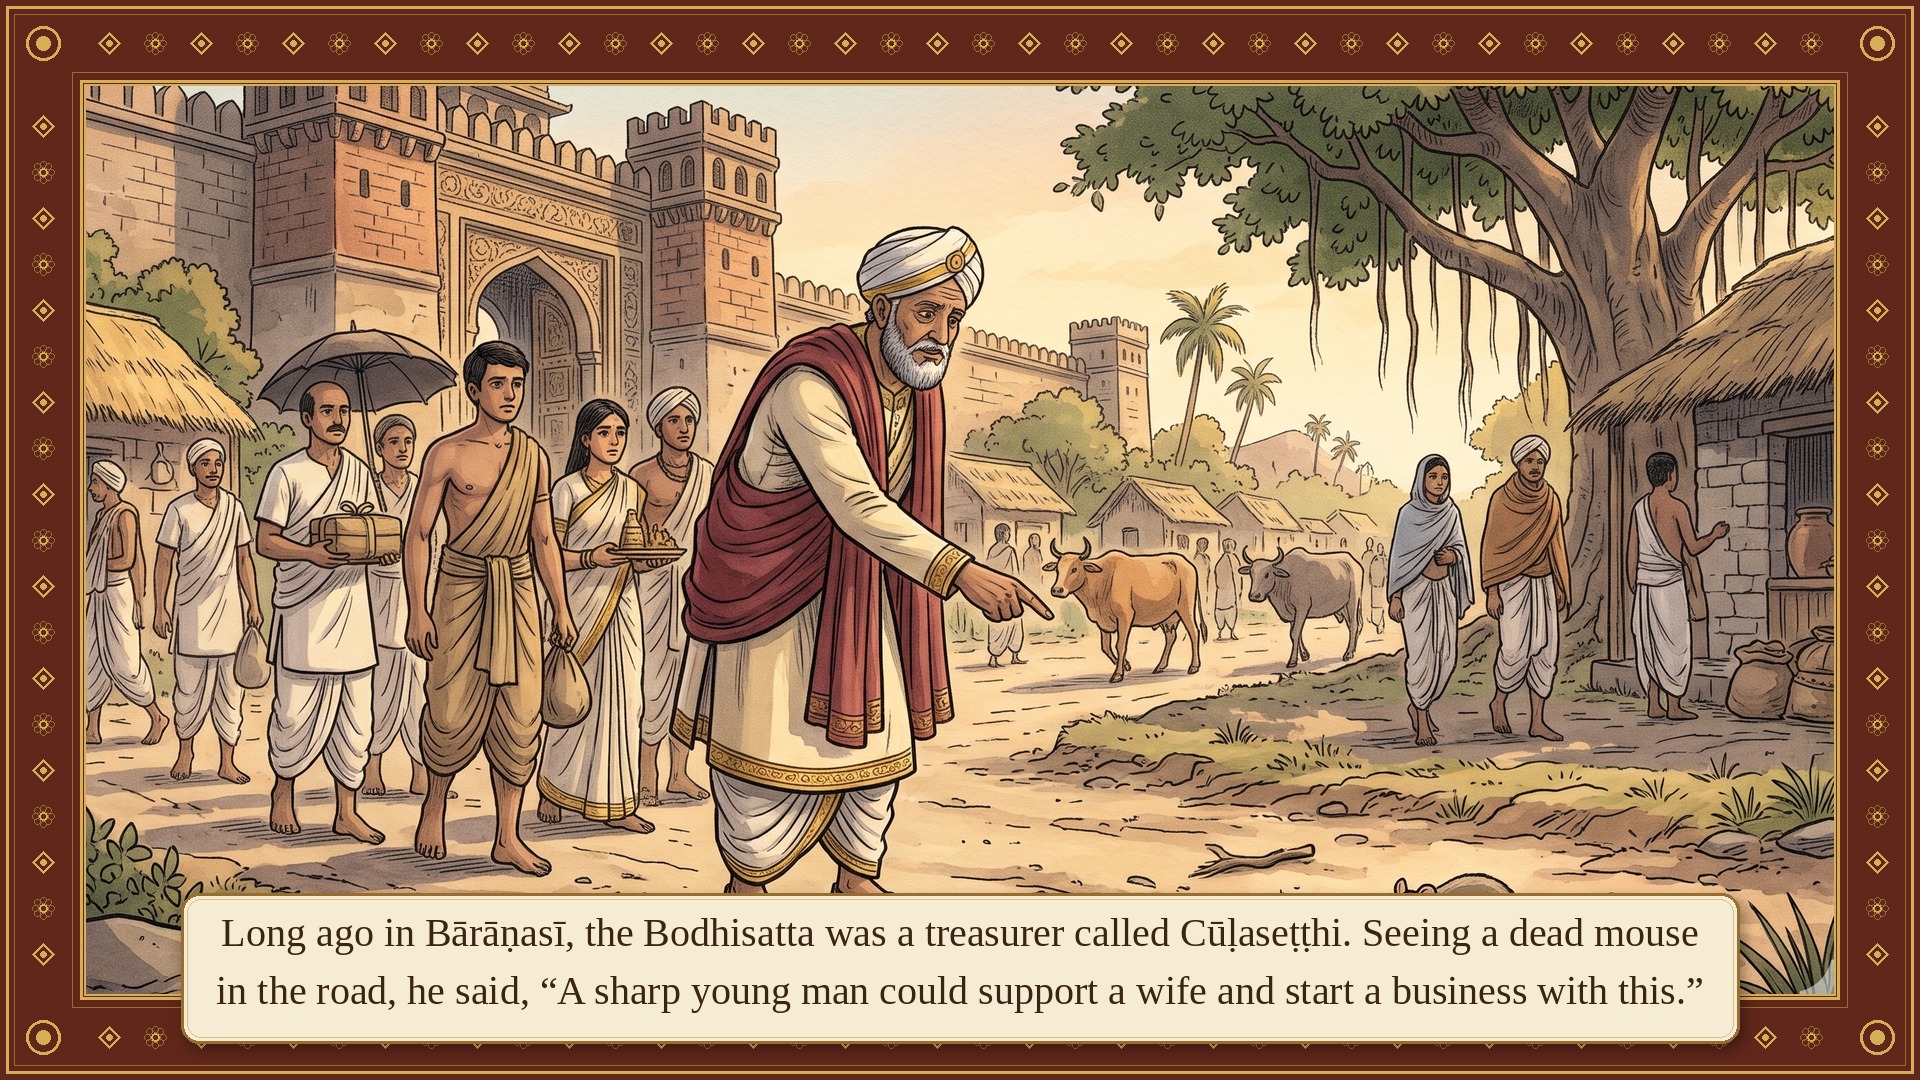 Long ago in Bārāṇasī, the Bodhisatta was a treasurer called Cūḷaseṭṭhi. Seeing a dead mouse
in the road, he said, “A sharp young man could support a wife and start a business with this.”